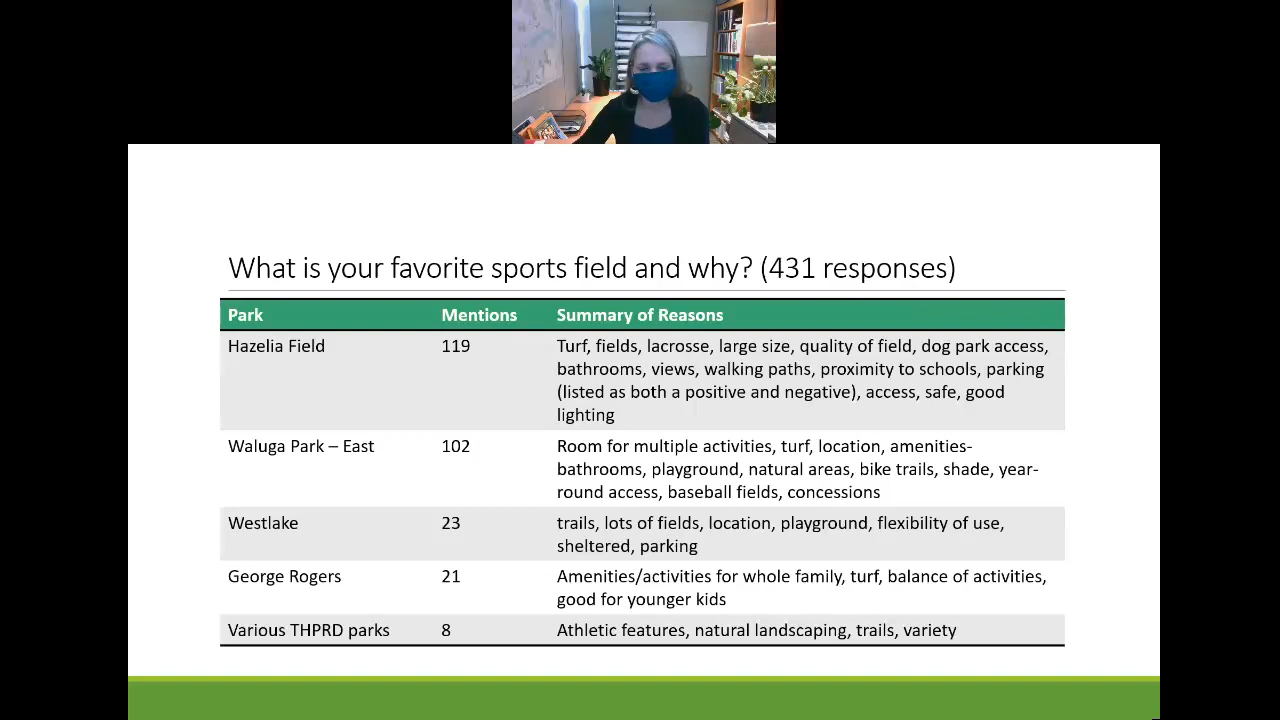 What is your favorite sports field and why? (431 responses)
Park Mentions Summary of Reasons
Hazelia Field 119 Turf, fields, lacrosse, large size, quality of field, dog park access,
bathrooms, views, walking paths, proximity to schools, parking
(listed as both a positive and negative), access, safe, good
lighting
Waluga Park – East 102 Room for multiple activities, turf, location, amenities-
bathrooms, playground, natural areas, bike trails, shade, year-
round access, baseball fields, concessions
Westlake 23 trails, lots of fields, location, playground, flexibility of use,
sheltered, parking
George Rogers 21 Amenities/activities for whole family, turf, balance of activities,
good for younger kids
Various THPRD parks 8 Athletic features, natural landscaping, trails, variety